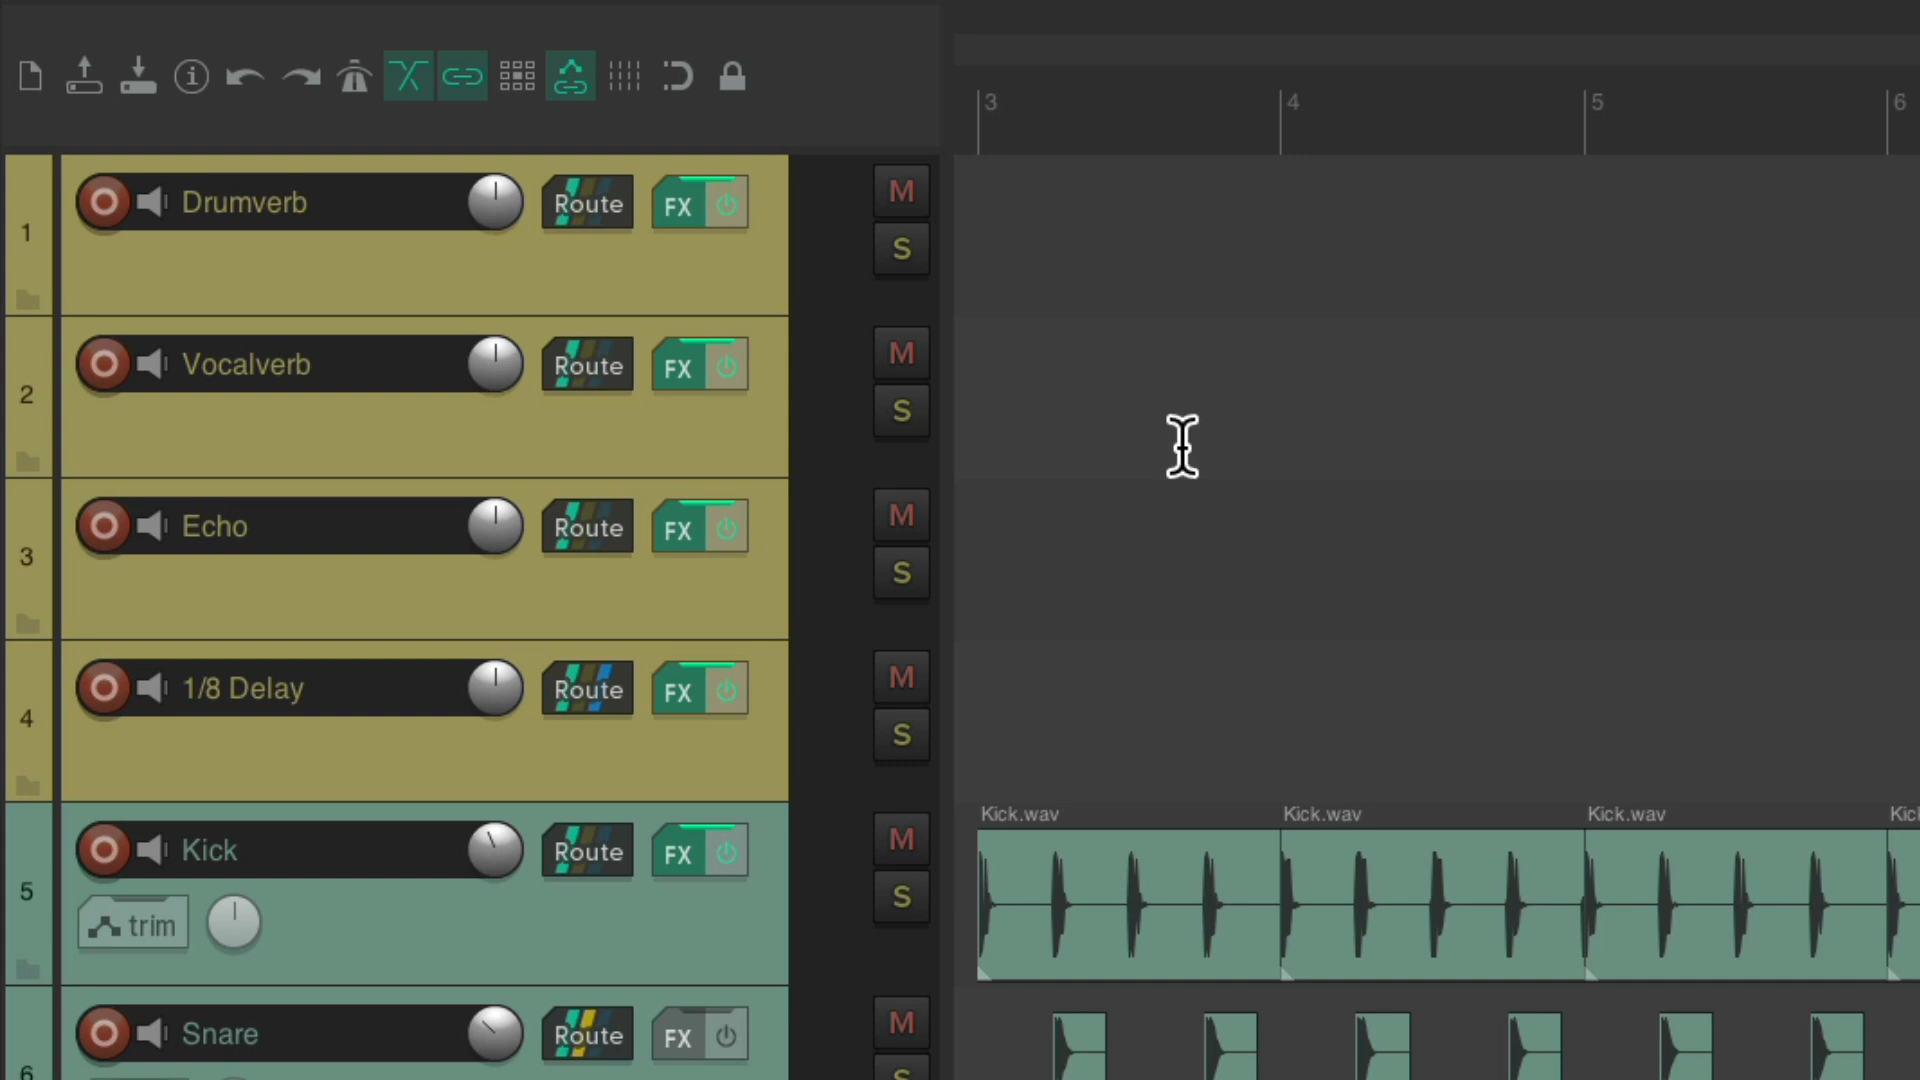 3 4 5 6
1 Drumverb Route FX M
S
2 Vocalverb Route FX M
S
3 Echo Route FX M
S
4 1/8 Delay Route FX M
S
Kick.wav Kick.wav Kick.wav Kic
5 Kick Route FX M
trim S
6 Snare Route FX M
S